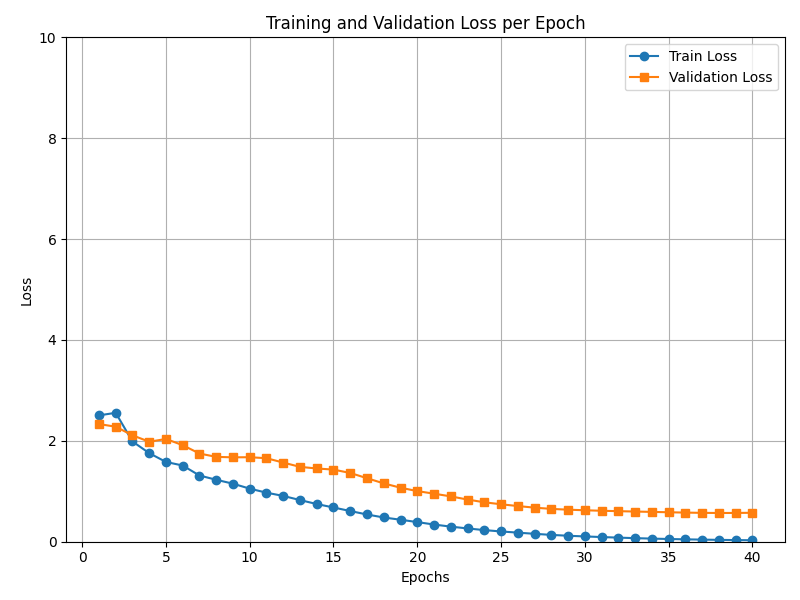 Training and Validation Loss per Epoch
10
8
6
4
2
0
Loss
Train Loss
Validation Loss
0 5 10 15 20 25 30 35 40
Epochs